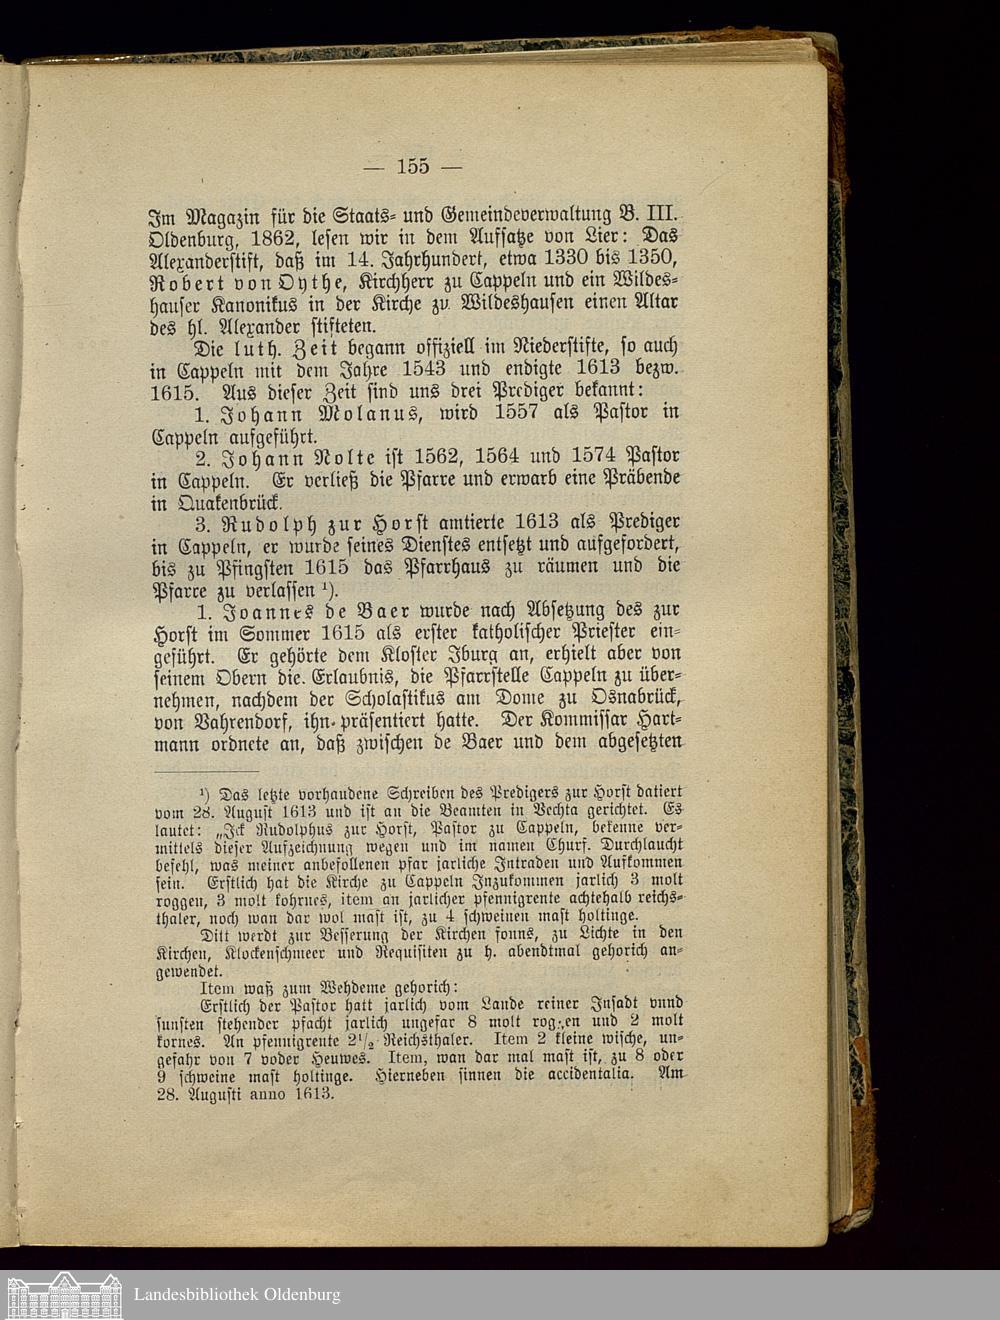 — 155 —
Im Magazin für die Staats- und Gemeindeverwaltung B. III.
Oldenburg, 1862, lesen wir in dem Aufsatze von Lier: Das
Alexanderstift, daß im 14. Jahrhundert, etwa 1330 bis 1350,
Robert von Oythe, Kirchherr zu Cappeln und ein Wildes-
hauser Kanonikus in der Kirche zu Wildeshausen einen Altar
des hl. Alexander stifteten.
Die luth. Zeit begann offiziell im Niederstifte, so auch
in Cappeln mit dem Jahre 1543 und endigte 1613 bezw.
1615. Aus dieser Zeit sind uns drei Prediger bekannt:
1. Johann Molanus, wird 1557 als Pastor in
Cappeln aufgeführt.
2. Johann Nolte ist 1562, 1564 und 1574 Pastor
in Cappeln. Er verließ die Pfarre und erwarb eine Präbende
in Quakenbrück.
3. Rudolph zur Horst amtierte 1613 als Prediger
in Cappeln, er wurde seines Dienstes entsetzt und aufgefordert,
bis zu Pfingsten 1615 das Pfarrhaus zu räumen und die
Pfarre zu verlassen ¹).
1. Joannes de Baer wurde nach Absetzung des zur
Horst im Sommer 1615 als erster katholischer Priester ein-
geführt. Er gehörte dem Kloster Iburg an, erhielt aber von
seinem Obern die Erlaubnis, die Pfarrstelle Cappeln zu über-
nehmen, nachdem der Scholastikus am Dome zu Osnabrück,
von Vahrendorf, ihn präsentiert hatte. Der Kommissar Hart-
mann ordnete an, daß zwischen de Baer und dem abgesetzten
¹) Das letzte vorhandene Schreiben des Predigers zur Horst datiert
vom 28. August 1613 und ist an die Beamten in Vechta gerichtet. Es
lautet: „Ick Rudolphus zur Horst, Pastor zu Cappeln, bekenne ver-
mittels dieser Aufzeichnung wegen und im namen Churf. Durchlaucht
befehl, was meiner anbefollenen pfar jarliche Intraden und Aufkommen
sein. Erstlich hat die Kirche zu Cappeln Inzukommen jarlich 3 molt
roggen, 3 molt kohrnes, item an jarlicher pfennigrente achtehalb reichs-
thaler, noch wan dar wol mast ist, zu 4 schweinen mast holtinge.
Ditt werdt zur Besserung der Kirchen fonns, zu Lichte in den
Kirchen, Klockenschmeer und Requisiten zu h. abendtmal gehorich an-
gewendet.
Item waß zum Wehdeme gehorich:
Erstlich der Pastor hatt jarlich vom Lande reiner Insadt vnnd
sunsten stehender pfacht jarlich ungefar 8 molt roggen und 2 molt
kornes. An pfennigrente 2¹/₂ Reichsthaler. Item 2 kleine wische, un-
gefahr von 7 voder Heuwes. Item, wan dar mal mast ist, zu 8 oder
9 schweine mast holtinge. Hierneben sinnen die accidentalia. Am
28. Augusti anno 1613.
Landesbibliothek Oldenburg